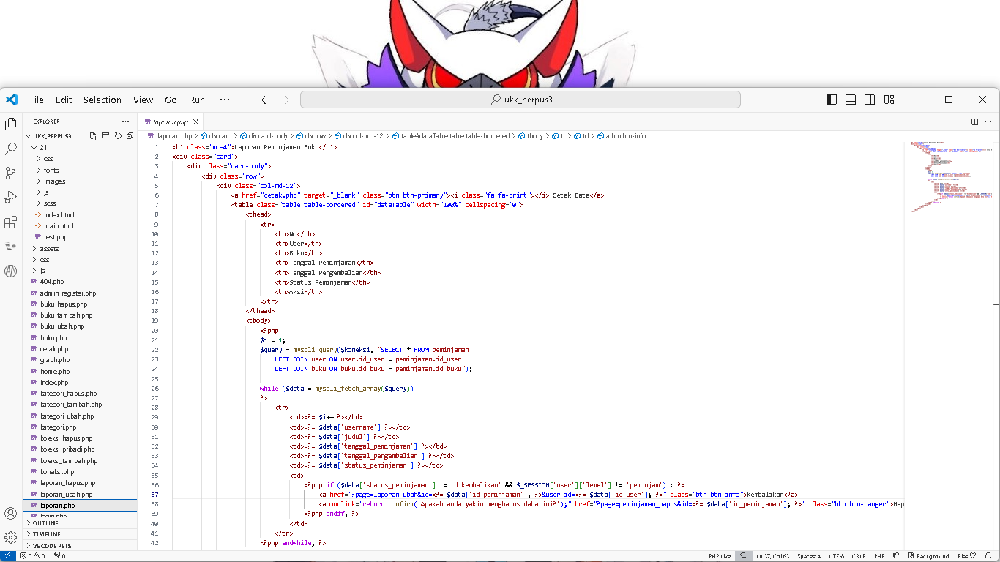 File Edit Selection View Go Run ··· ukk_perpus3
EXPLORER ···
UKK_PERPUS3
21
css
fonts
images
js
scss
index.html
main.html
test.php
assets
css
js
404.php
admin_register.php
buku_hapus.php
buku_tambah.php
buku_ubah.php
buku.php
cetak.php
graph.php
home.php
index.php
kategori_hapus.php
kategori_tambah.php
kategori_ubah.php
kategori.php
koleksi_hapus.php
koleksi_pribadi.php
koleksi_tambah.php
koneksi.php
laporan_hapus.php
laporan_ubah.php
laporan.php
login.php
OUTLINE
TIMELINE
VS CODE PETS
laporan.php
laporan.php > div.card > div.card-body > div.row > div.col-md-12 > table#dataTable.table.table-bordered > tbody > tr > td > a.btn.btn-info
1 <h1 class="mt-4">Laporan Peminjaman Buku</h1>
2 <div class="card">
3 <div class="card-body">
4 <div class="row">
5 <div class="col-md-12">
6 <a href="cetak.php" target="_blank" class="btn btn-primary"><i class="fa fa-print"></i> Cetak Data</a>
7 <table class="table table-bordered" id="dataTable" width="100%" cellspacing="0">
8 <thead>
9 <tr>
10 <th>No</th>
11 <th>User</th>
12 <th>Buku</th>
13 <th>Tanggal Peminjaman</th>
14 <th>Tanggal Pengembalian</th>
15 <th>Status Peminjaman</th>
16 <th>Aksi</th>
17 </tr>
18 </thead>
19 <tbody>
20 <?php
21 $i = 1;
22 $query = mysqli_query($koneksi, "SELECT * FROM peminjaman
23 LEFT JOIN user ON user.id_user = peminjaman.id_user
24 LEFT JOIN buku ON buku.id_buku = peminjaman.id_buku");
25
26 while ($data = mysqli_fetch_array($query)) :
27 ?>
28 <tr>
29 <td><?= $i++ ?></td>
30 <td><?= $data['username'] ?></td>
31 <td><?= $data['judul'] ?></td>
32 <td><?= $data['tanggal_peminjaman'] ?></td>
33 <td><?= $data['tanggal_pengembalian'] ?></td>
34 <td><?= $data['status_peminjaman'] ?></td>
35 <td>
36 <?php if ($data['status_peminjaman'] != 'dikembalikan' && $_SESSION['user']['level'] != 'peminjam') : ?>
37 <a href="?page=laporan_ubah&id=<?= $data['id_peminjaman']; ?>&user_id=<?= $data['id_user']; ?>" class="btn btn-info">Kembalikan</a>
38 <a onclick="return confirm('Apakah anda yakin menghapus data ini?');" href="?page=peminjaman_hapus&id=<?= $data['id_peminjaman']; ?>" class="btn btn-danger">Hap
39 <?php endif; ?>
40 </td>
41 </tr>
42 <?php endwhile; ?>
0 0 0 PHP Live Ln 37, Col 63 Spaces: 4 UTF-8 CRLF PHP Background Rias